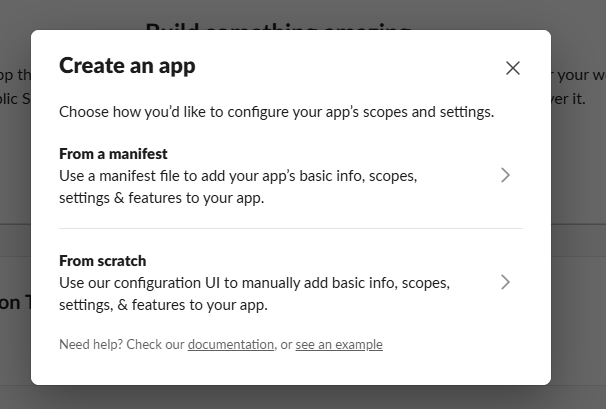 Build something amazing
Create an app
Choose how you’d like to configure your app’s scopes and settings.
From a manifest
Use a manifest file to add your app’s basic info, scopes,
settings & features to your app.
From scratch
Use our configuration UI to manually add basic info, scopes,
settings, & features to your app.
Need help? Check our documentation, or see an example